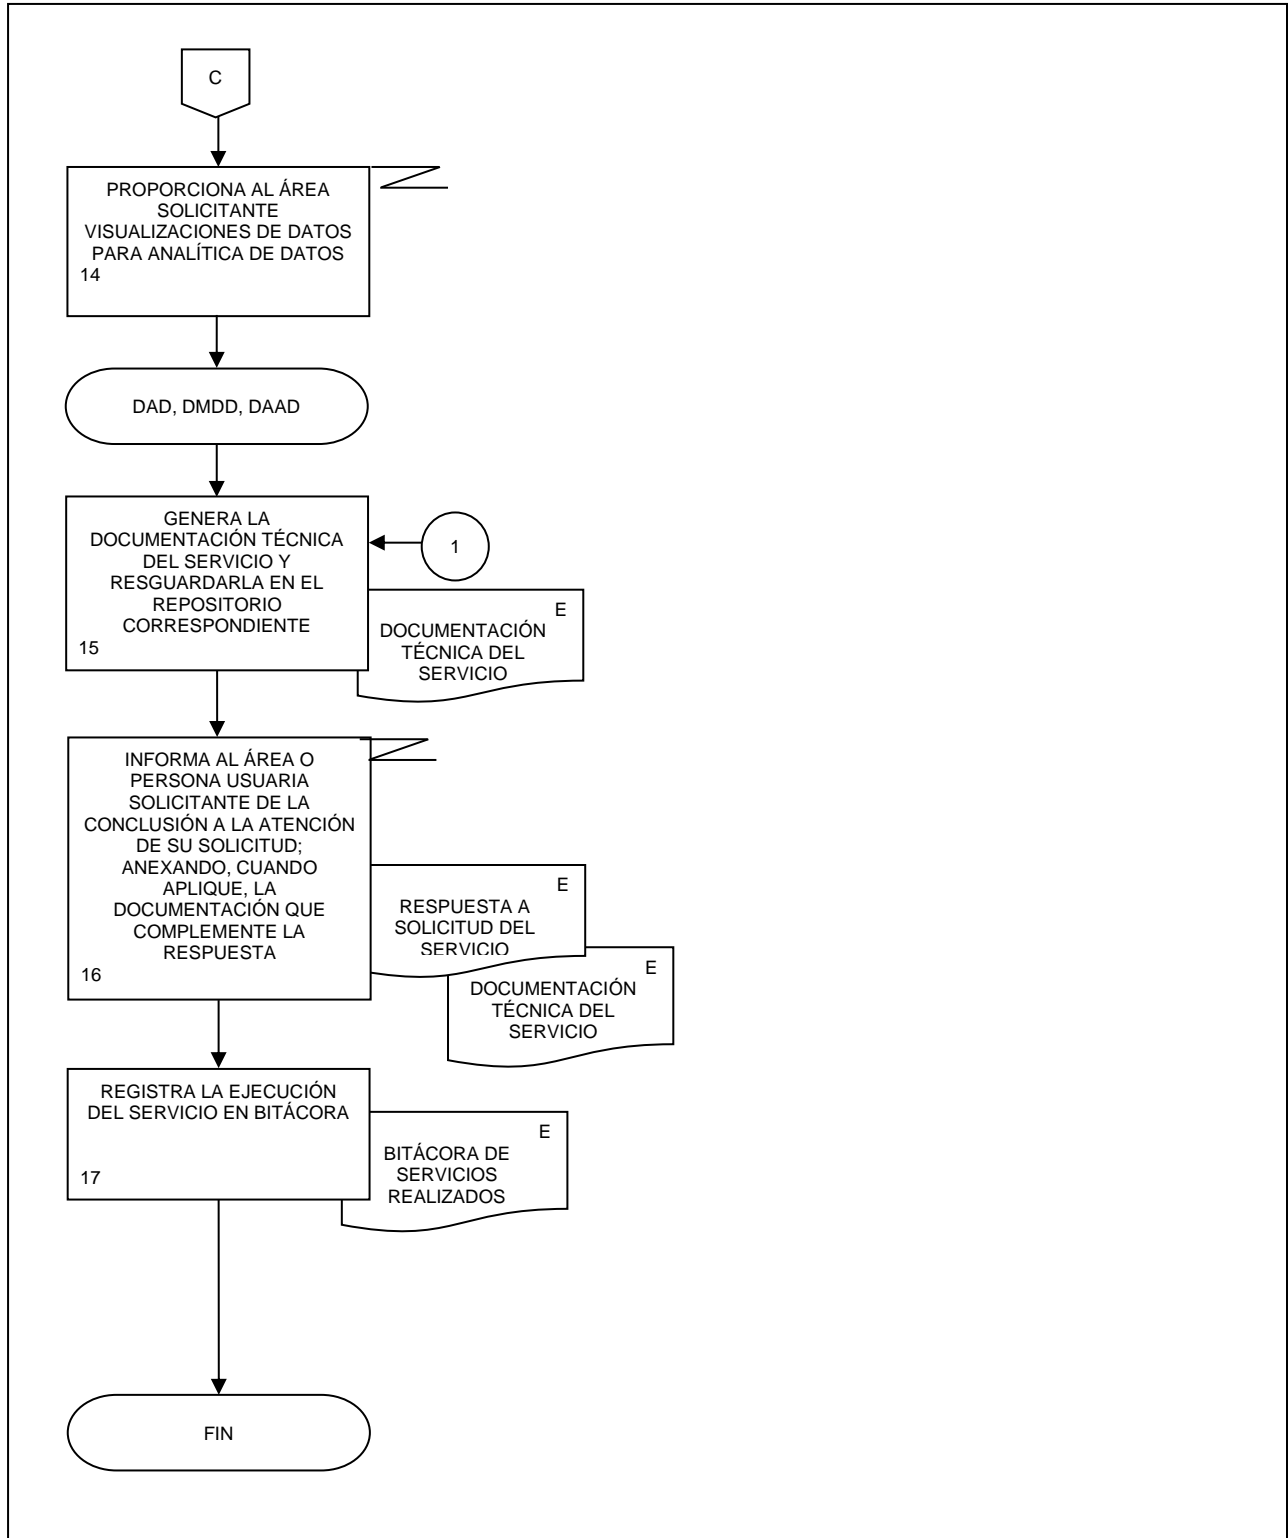 C
PROPORCIONA AL ÁREA
SOLICITANTE
VISUALIZACIONES DE DATOS
PARA ANALÍTICA DE DATOS
14
DAD, DMDD, DAAD
GENERA LA
DOCUMENTACIÓN TÉCNICA
DEL SERVICIO Y
RESGUARDARLA EN EL
REPOSITORIO
CORRESPONDIENTE
15
1
E
DOCUMENTACIÓN
TÉCNICA DEL
SERVICIO
INFORMA AL ÁREA O
PERSONA USUARIA
SOLICITANTE DE LA
CONCLUSIÓN A LA ATENCIÓN
DE SU SOLICITUD;
ANEXANDO, CUANDO
APLIQUE, LA
DOCUMENTACIÓN QUE
COMPLEMENTE LA
RESPUESTA
16
E
RESPUESTA A
SOLICITUD DEL
SERVICIO
E
DOCUMENTACIÓN
TÉCNICA DEL
SERVICIO
REGISTRA LA EJECUCIÓN
DEL SERVICIO EN BITÁCORA
17
E
BITÁCORA DE
SERVICIOS
REALIZADOS
FIN